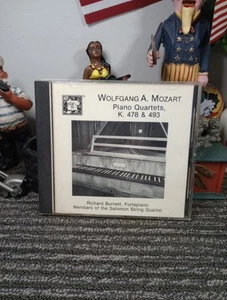 WOLFGANG A. MOZART
Piano Quartets,
K. 478 & 493
Richard Burnett, Fortepiano
Members of the Salomon String Quartet